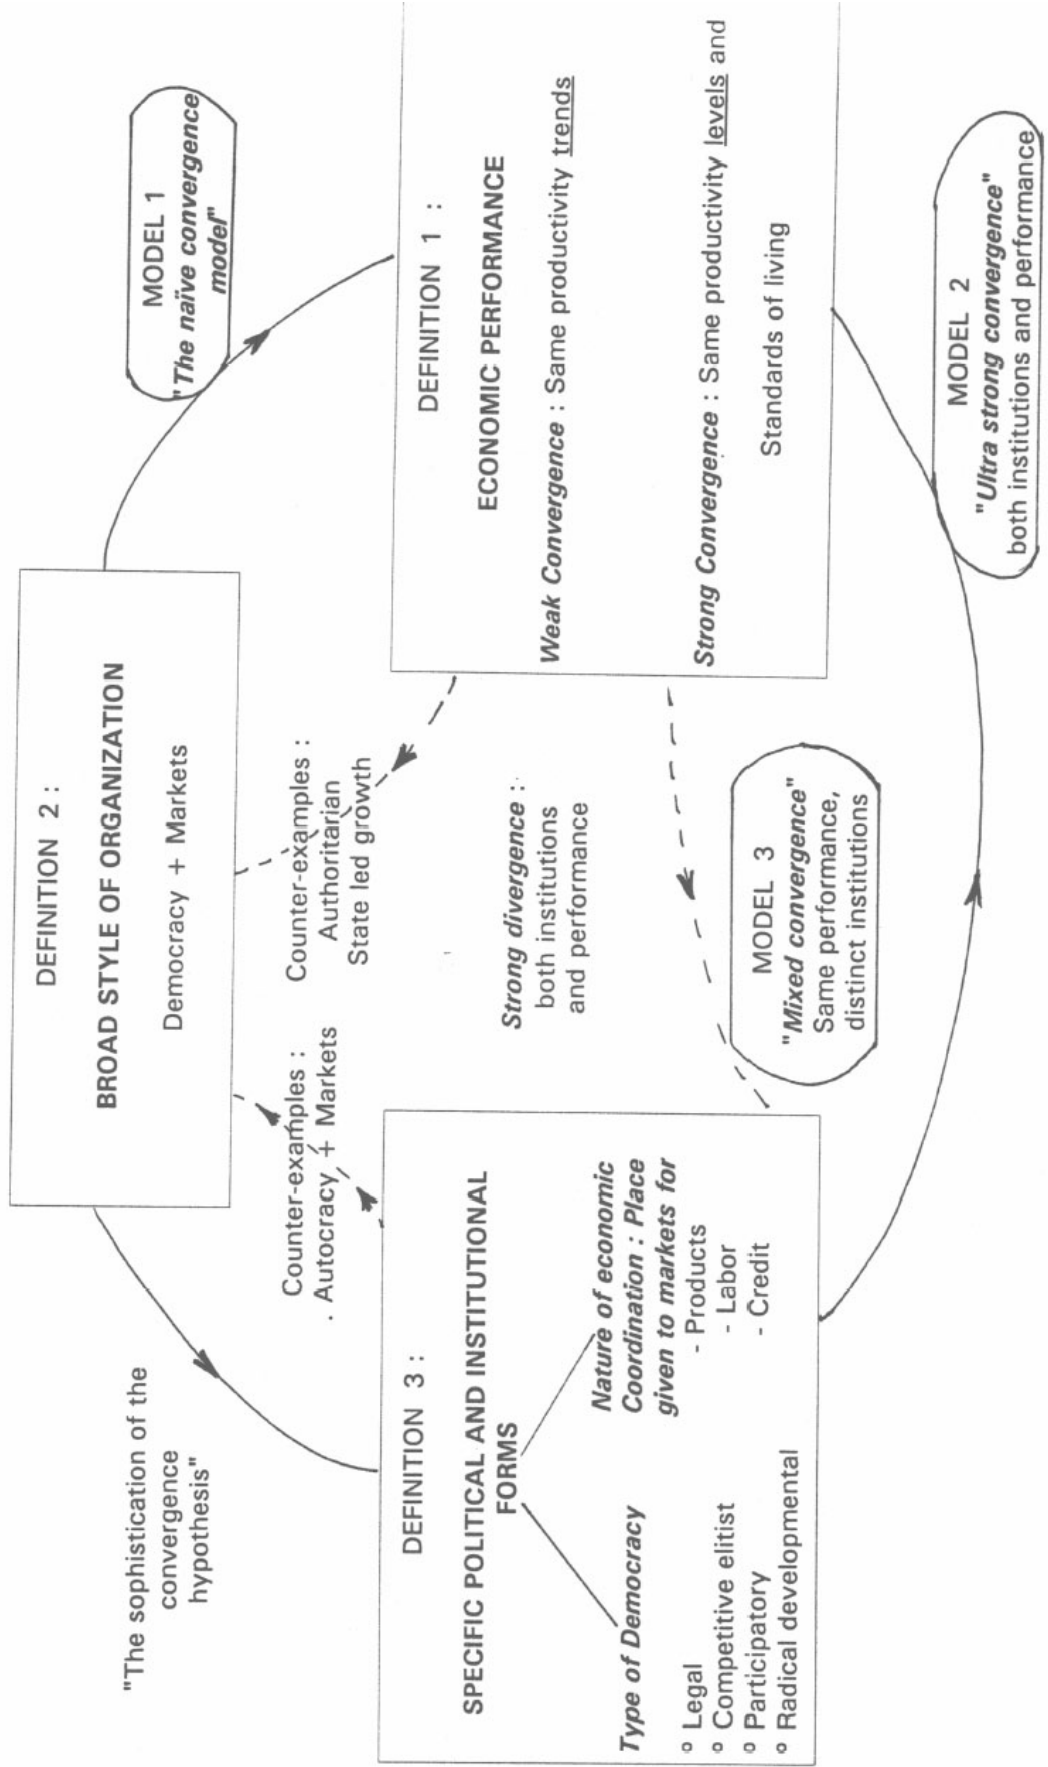 "The sophistication of the
convergence
hypothesis"
DEFINITION 2 :
BROAD STYLE OF ORGANIZATION
Democracy + Markets
MODEL 1
"The naïve convergence
model"
Counter-examples :
. Autocracy + Markets
Counter-examples :
Authoritarian
State led growth
DEFINITION 3 :
SPECIFIC POLITICAL AND INSTITUTIONAL
FORMS
Type of Democracy
o Legal
o Competitive elitist
o Participatory
o Radical developmental
Nature of economic
Coordination : Place
given to markets for
- Products
- Labor
- Credit
Strong divergence :
both institutions
and performance
DEFINITION 1 :
ECONOMIC PERFORMANCE
Weak Convergence : Same productivity trends
Strong Convergence : Same productivity levels and
Standards of living
MODEL 3
"Mixed convergence"
Same performance,
distinct institutions
MODEL 2
"Ultra strong convergence"
both institutions and performance